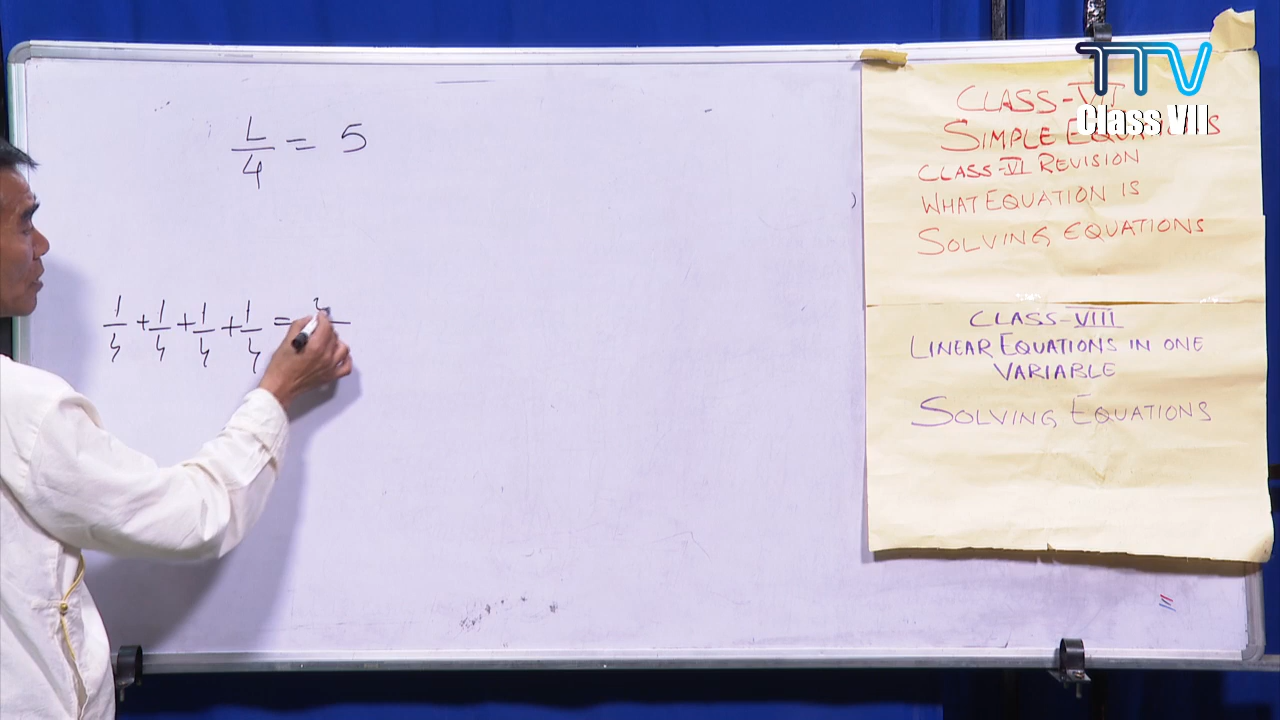 L/4 = 5
1/4 + 1/4 + 1/4 + 1/4 =
TTV
Class VII
CLASS-VII
SIMPLE EQUATIONS
CLASS-VI REVISION
WHAT EQUATION IS
SOLVING EQUATIONS
CLASS-VIII
LINEAR EQUATIONS IN ONE
VARIABLE
SOLVING EQUATIONS